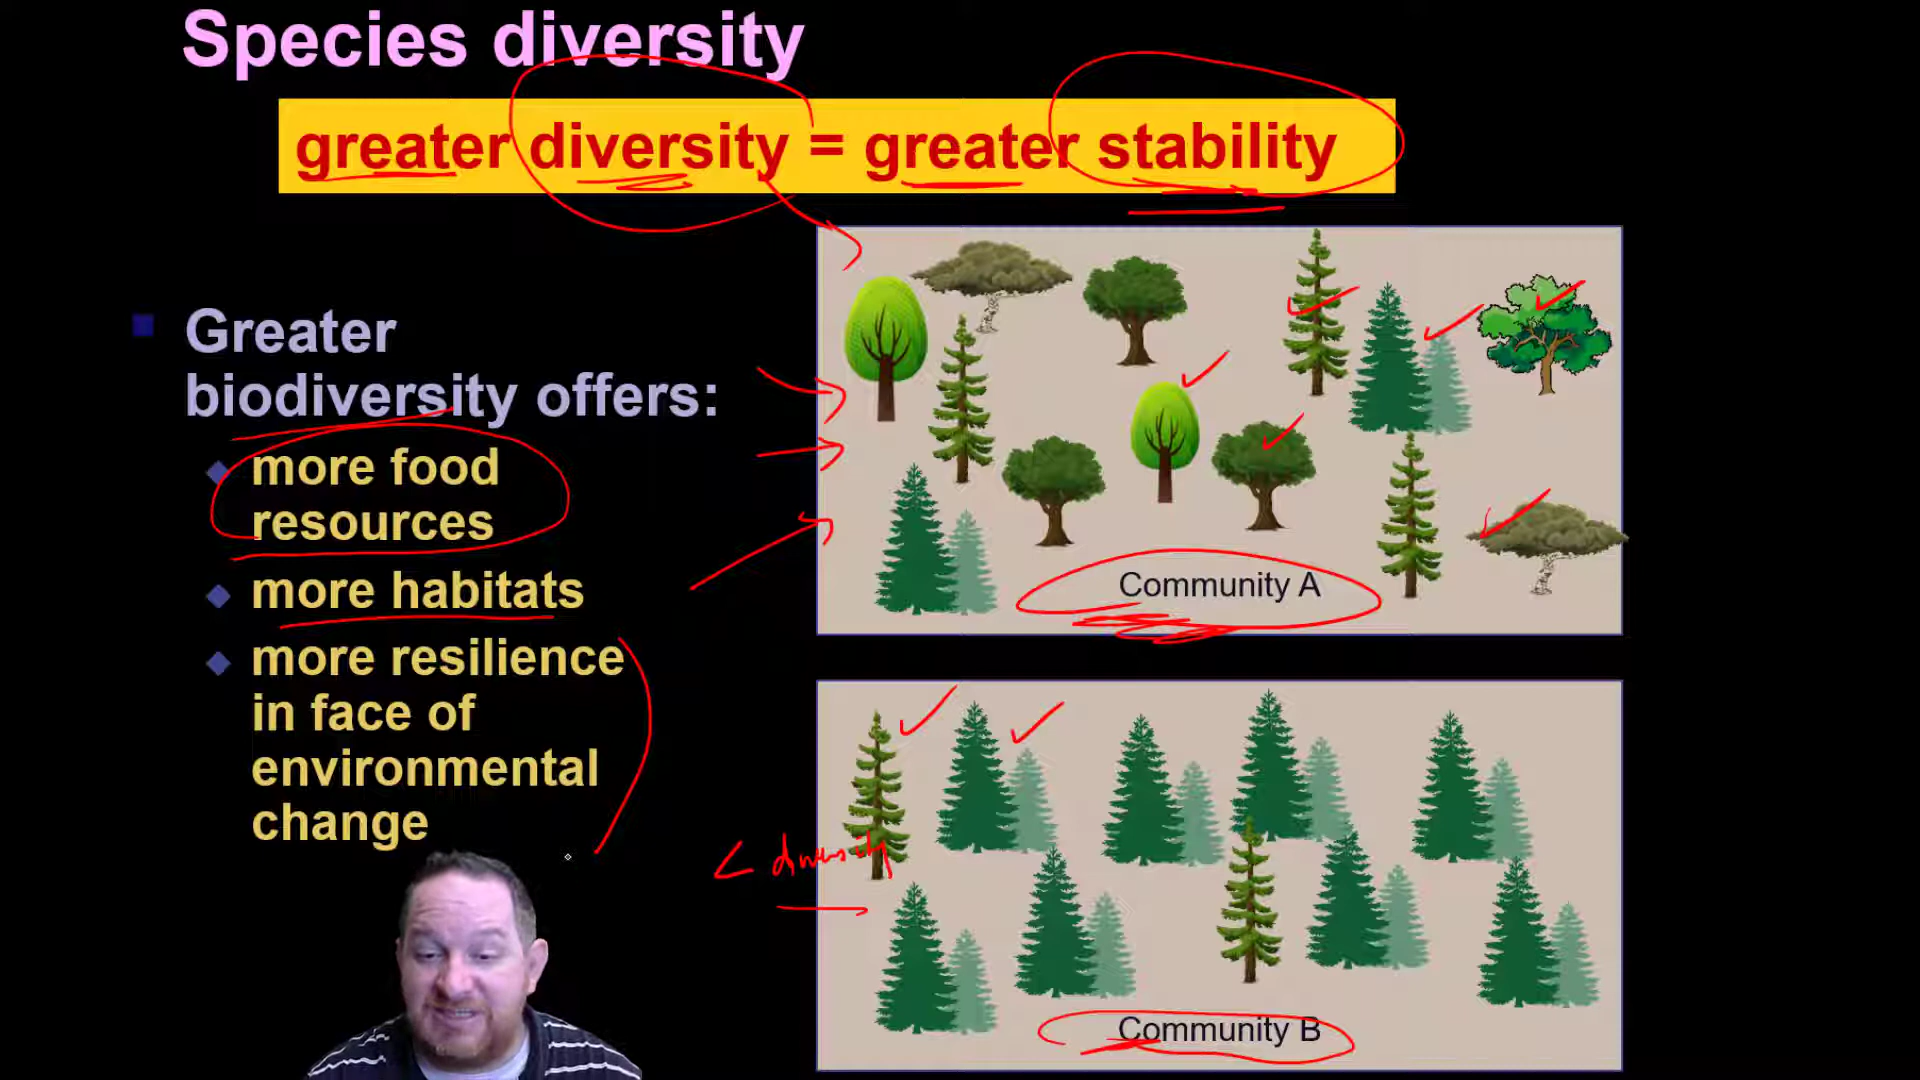 Species diversity
greater diversity = greater stability
Greater
biodiversity offers:
more food
resources
more habitats
more resilience
in face of
environmental
change
Community A
< diversity
Community B